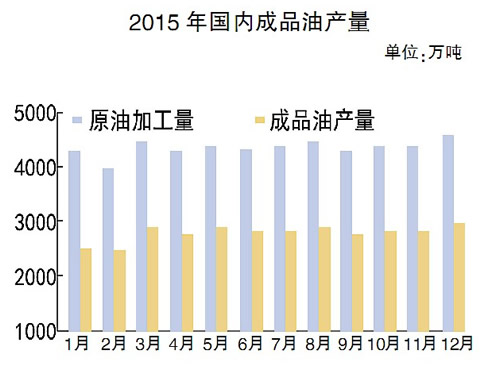 2015 年国内成品油产量
单位:万吨
原油加工量 成品油产量
5000
4000
3000
2000
1000
1月 2月 3月 4月 5月 6月 7月 8月 9月 10月 11月 12月